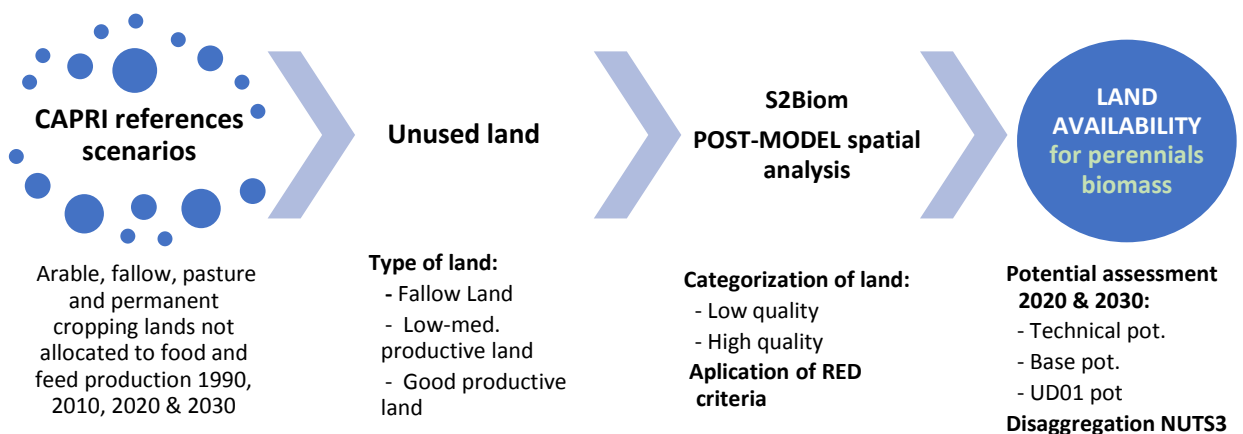 CAPRI references
scenarios
Arable, fallow, pasture
and permanent
cropping lands not
allocated to food and
feed production 1990,
2010, 2020 & 2030
Unused land
Type of land:
- Fallow Land
- Low-med.
productive land
- Good productive
land
S2Biom
POST-MODEL spatial
analysis
Categorization of land:
- Low quality
- High quality
Aplication of RED
criteria
LAND
AVAILABILITY
for perennials
biomass
Potential assessment
2020 & 2030:
- Technical pot.
- Base pot.
- UD01 pot
Disaggregation NUTS3